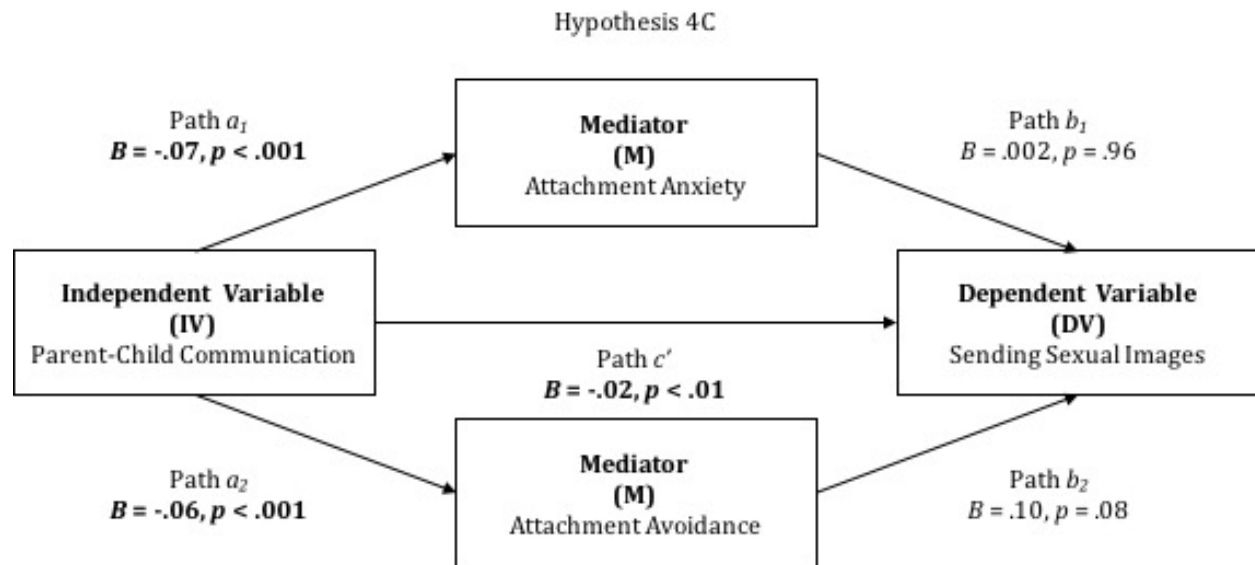 Hypothesis 4C
Path a₁
B = -.07, p < .001
Mediator
(M)
Attachment Anxiety
Path b₁
B = .002, p = .96
Independent Variable
(IV)
Parent-Child Communication
Dependent Variable
(DV)
Sending Sexual Images
Path c′
B = -.02, p < .01
Path a₂
B = -.06, p < .001
Mediator
(M)
Attachment Avoidance
Path b₂
B = .10, p = .08